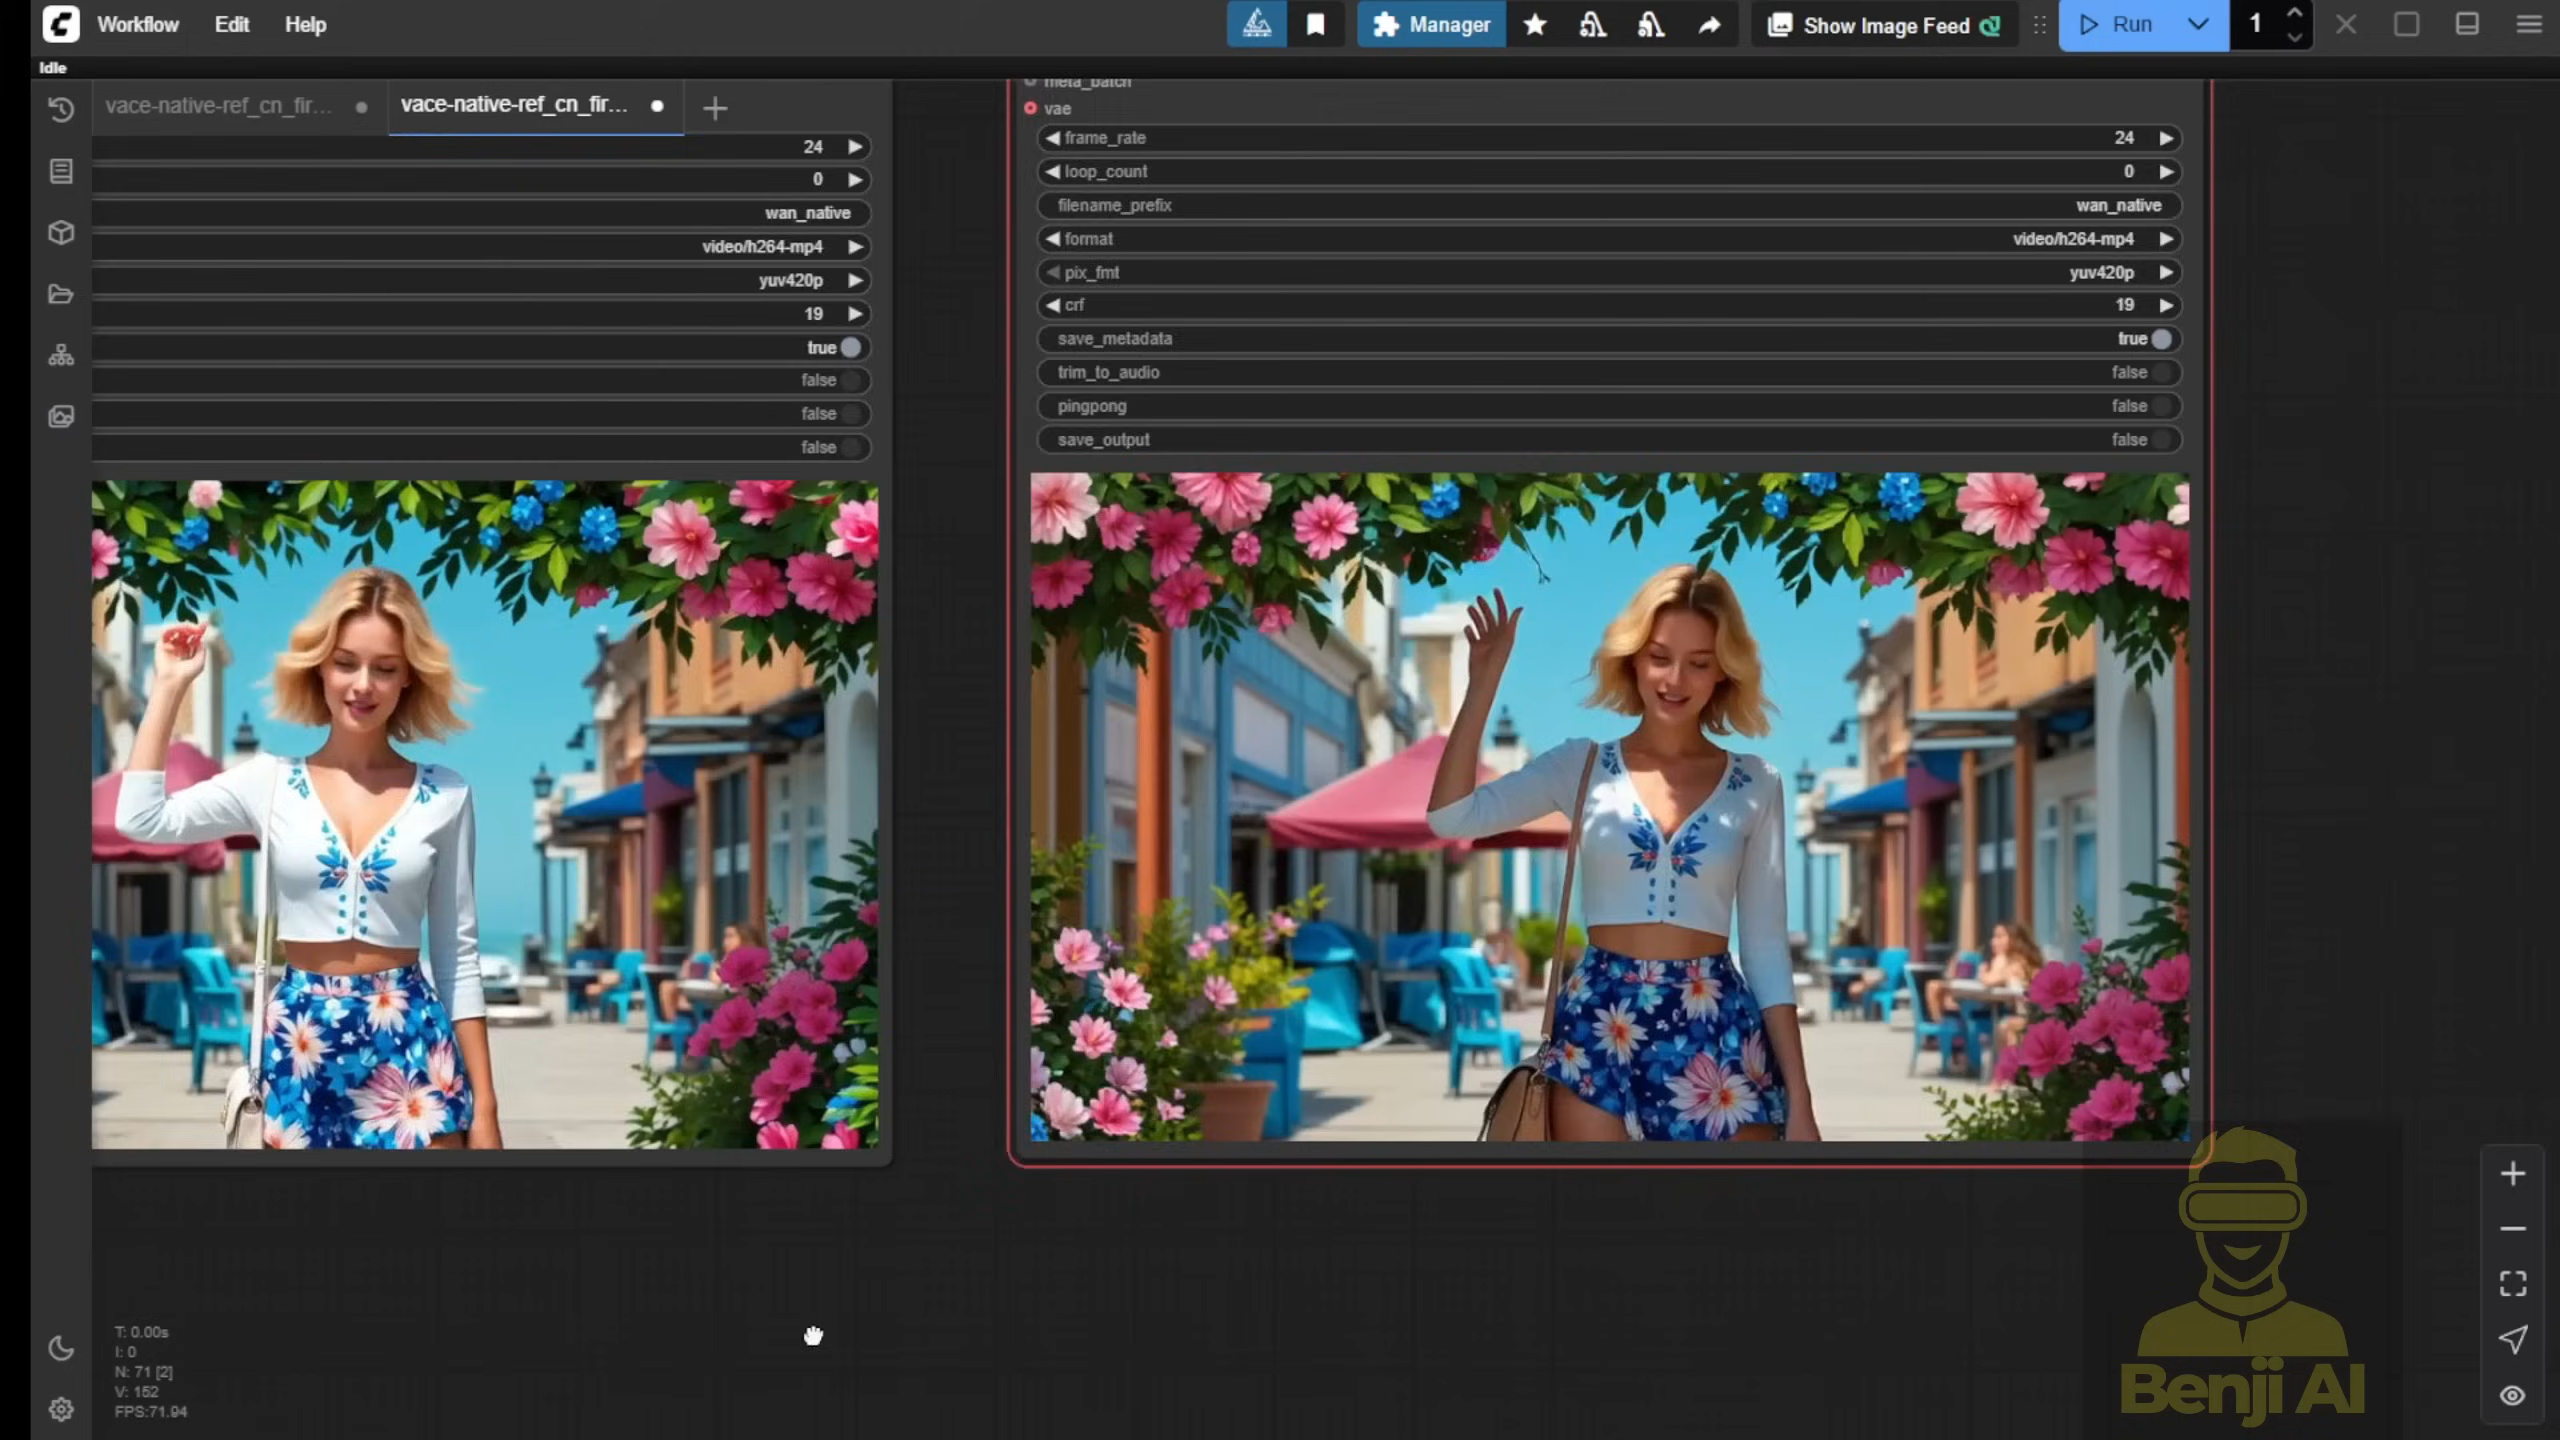 Workflow Edit Help
Manager
Show Image Feed
Run
1
Idle
vace-native-ref_cn_fir...
vace-native-ref_cn_fir...
24
0
wan_native
video/h264-mp4
yuv420p
19
true
false
false
false
meta_batch
vae
frame_rate 24
loop_count 0
filename_prefix wan_native
format video/h264-mp4
pix_fmt yuv420p
crf 19
save_metadata true
trim_to_audio false
pingpong false
save_output false
T: 0.00s
I: 0
N: 71 [2]
V: 152
FPS:71.94
Benji AI